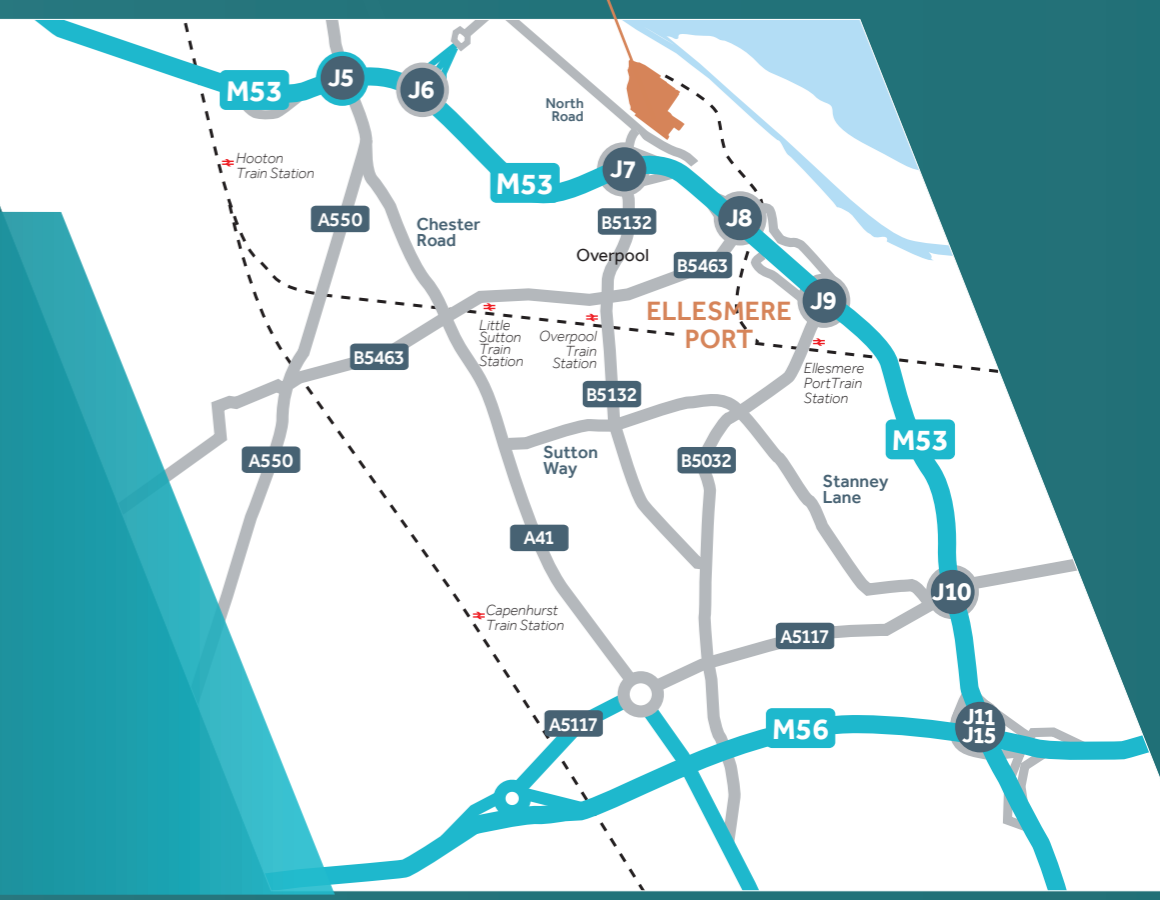 M53
J5
J6
North
Road
Hooton
Train Station
M53
J7
A550
Chester
Road
B5132
J8
Overpool
B5463
ELLESMERE
PORT
J9
Little
Sutton
Train
Station
Overpool
Train
Station
Ellesmere
PortTrain
Station
B5463
B5132
M53
A550
Sutton
Way
B5032
Stanney
Lane
A41
J10
Capenhurst
Train Station
A5117
A5117
M56
J11
J15